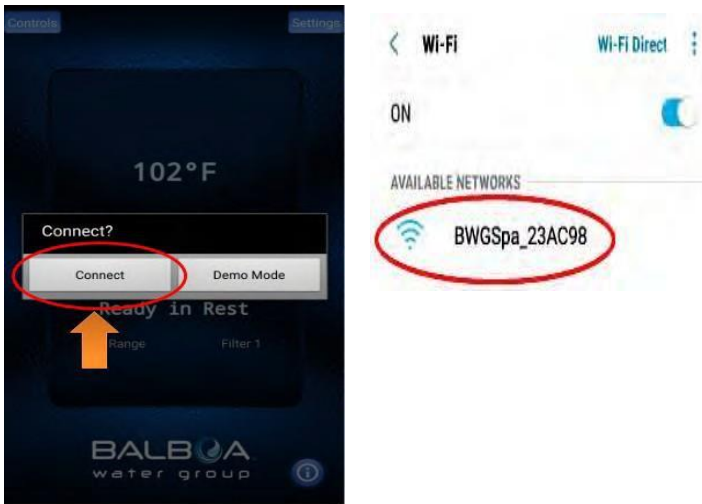 Controls
Settings
102°F
Connect?
Connect
Demo Mode
Ready in Rest
Range
Filter 1
BALBOA
water group
Wi-Fi
Wi-Fi Direct
ON
AVAILABLE NETWORKS
BWGSpa_23AC98